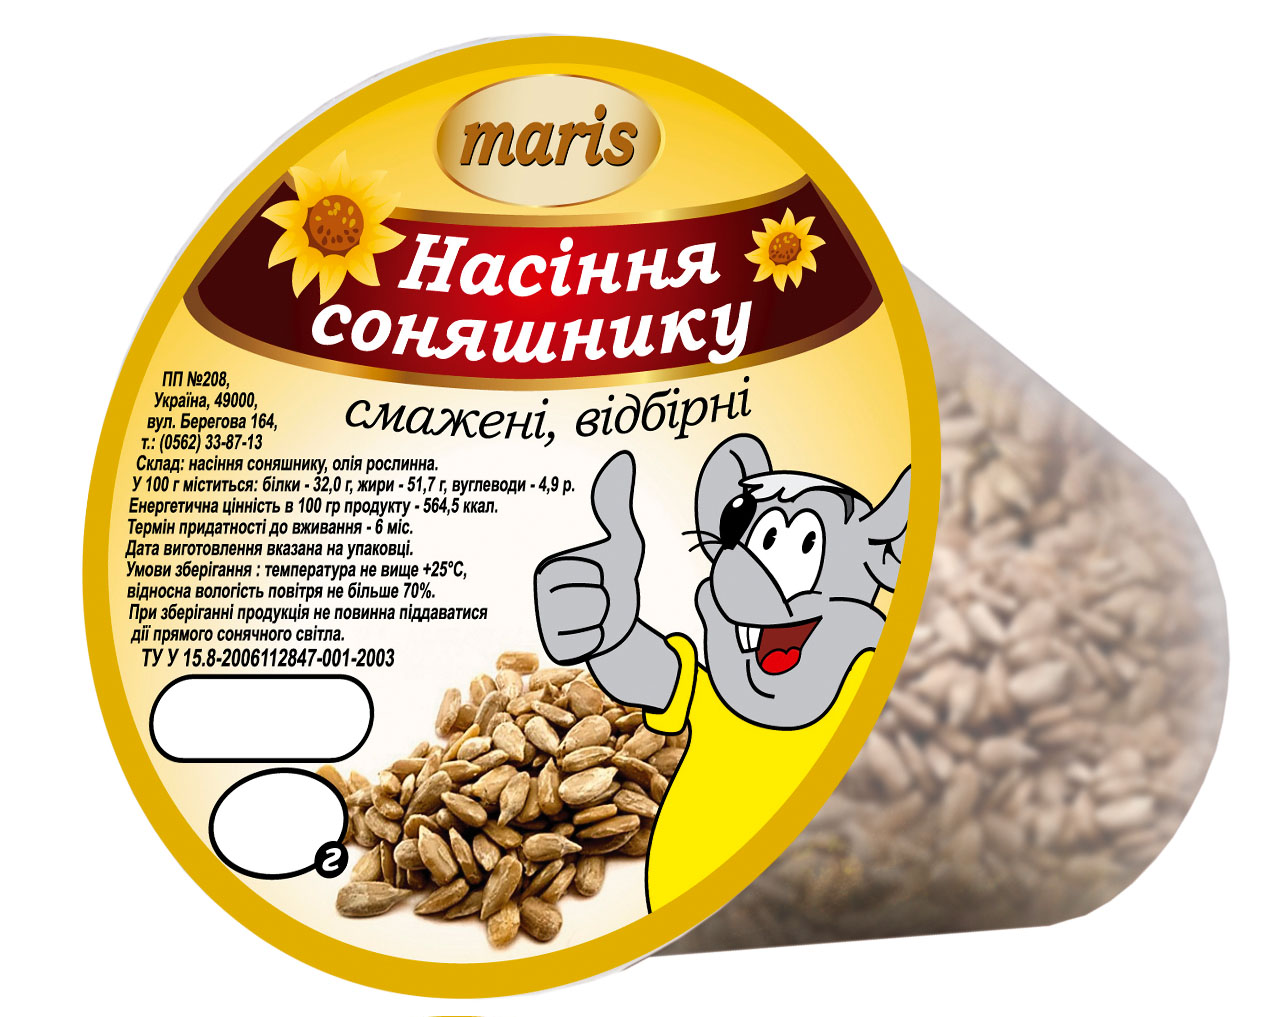 maris
Насіння
соняшнику
смажені, відбірні
ПП №208,
Україна, 49000,
вул. Берегова 164,
т.: (0562) 33-87-13
Склад: насіння соняшнику, олія рослинна.
У 100 г міститься: білки - 32,0 г, жири - 51,7 г, вуглеводи - 4,9 р.
Енергетична цінність в 100 гр продукту - 564,5 ккал.
Термін придатності до вживання - 6 міс.
Дата виготовлення вказана на упаковці.
Умови зберігання : температура не вище +25°С,
відносна вологість повітря не більше 70%.
При зберіганні продукція не повинна піддаватися
дії прямого сонячного світла.
ТУ У 15.8-2006112847-001-2003
г